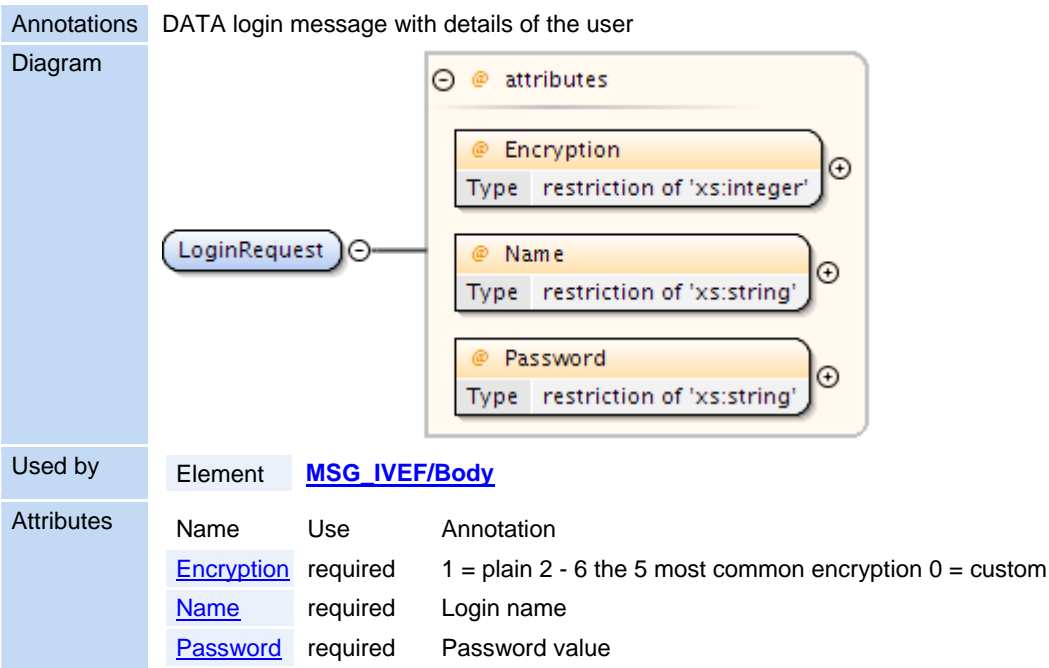 Annotations DATA login message with details of the user
Diagram
@ attributes
@ Encryption
Type restriction of 'xs:integer'
LoginRequest
@ Name
Type restriction of 'xs:string'
@ Password
Type restriction of 'xs:string'
Used by Element MSG_IVEF/Body
Attributes Name Use Annotation
Encryption required 1 = plain 2 - 6 the 5 most common encryption 0 = custom
Name required Login name
Password required Password value